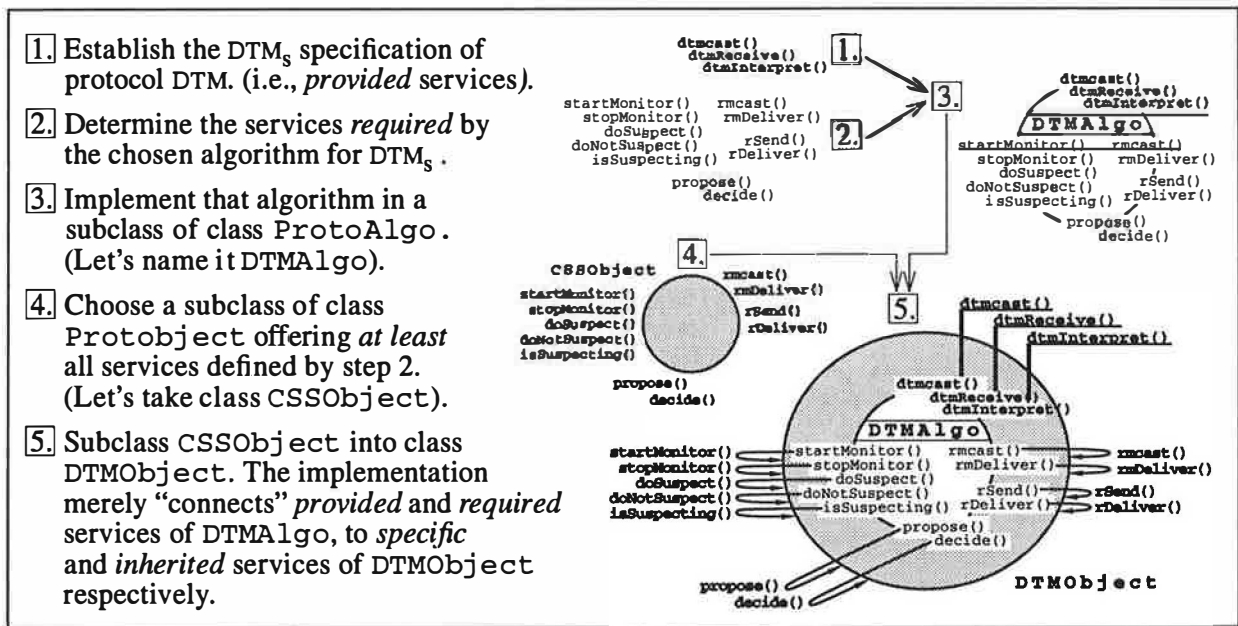 1. Establish the DTMs specification of
protocol DTM. (i.e., provided services).
2. Determine the services required by
the chosen algorithm for DTMs .
3. Implement that algorithm in a
subclass of class ProtoAlgo.
(Let's name it DTMAlgo).
4. Choose a subclass of class
Protobject offering at least
all services defined by step 2.
(Let's take class CSSObject).
5. Subclass CSSObject into class
DTMObject. The implementation
merely “connects” provided and required
services of DTMAlgo, to specific
and inherited services of DTMObject
respectively.
dtmcast()
dtmReceive()
dtmInterpret()
1.
startMonitor()
stopMonitor()
doSuspect()
doNotSuspect()
isSuspecting()
rmcast()
rmDeliver()
rSend()
rDeliver()
propose()
decide()
2.
3.
dtmcast()
dtmReceive()
dtmInterpret()
DTMAlgo
startMonitor()
stopMonitor()
doSuspect()
doNotSuspect()
isSuspecting()
rmcast()
rmDeliver()
rSend()
rDeliver()
propose()
decide()
4.
CSSObject
startMonitor()
stopMonitor()
doSuspect()
doNotSuspect()
isSuspecting()
rmcast()
rmDeliver()
rSend()
rDeliver()
propose()
decide()
5.
dtmcast()
dtmReceive()
dtmInterpret()
dtmcast()
dtmReceive()
dtmInterpret()
DTMAlgo
startMonitor()
stopMonitor()
doSuspect()
doNotSuspect()
isSuspecting()
startMonitor()
stopMonitor()
doSuspect()
doNotSuspect()
isSuspecting()
rmcast()
rmDeliver()
rSend()
rDeliver()
rmcast()
rmDeliver()
rSend()
rDeliver()
propose()
decide()
propose()
decide()
DTMObject